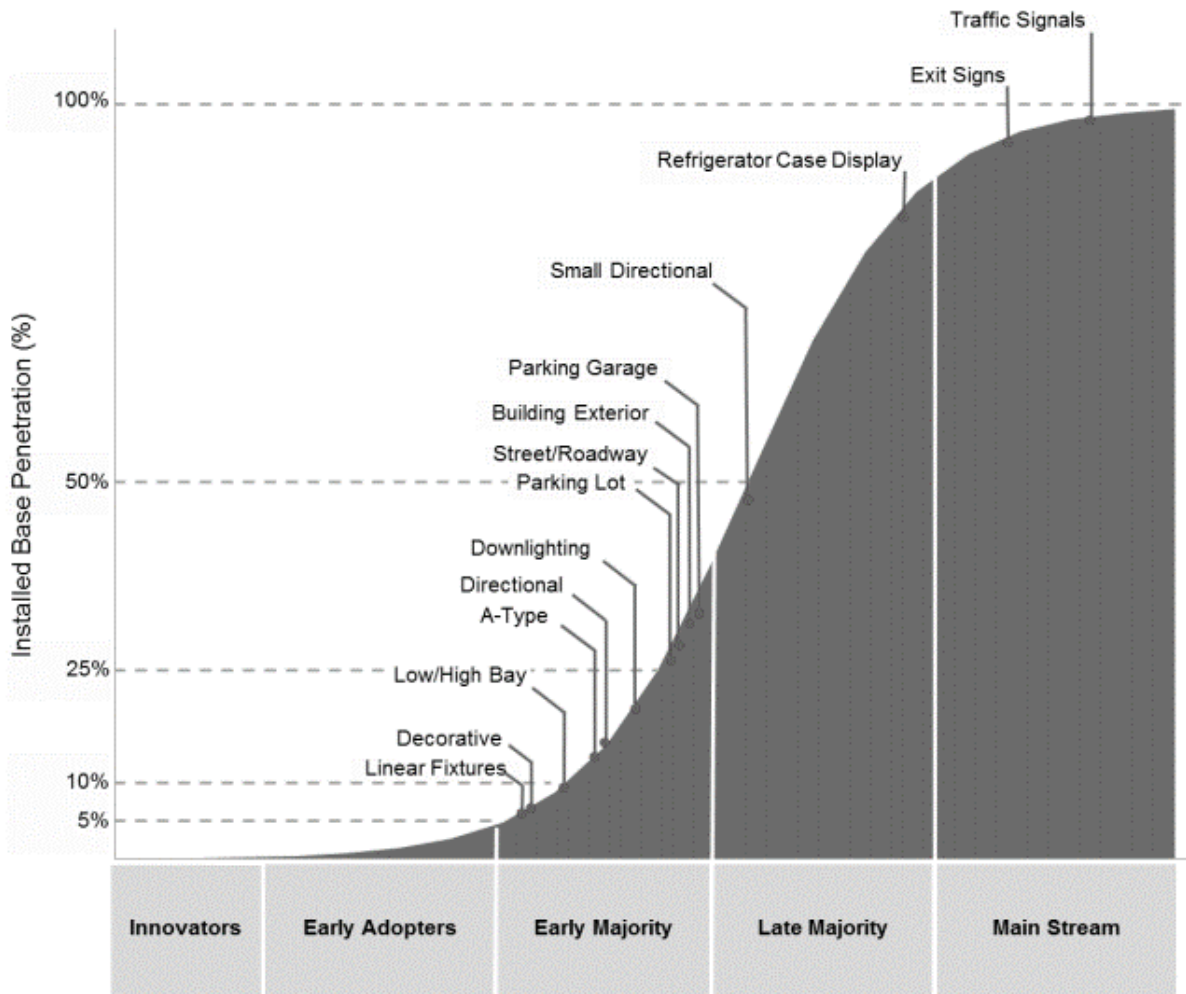 Traffic Signals
Exit Signs
100%
Refrigerator Case Display
Small Directional
Parking Garage
Building Exterior
Street/Roadway
50%
Parking Lot
Installed Base Penetration (%)
Downlighting
Directional
A-Type
25%
Low/High Bay
Decorative
Linear Fixtures
10%
5%
Innovators
Early Adopters
Early Majority
Late Majority
Main Stream